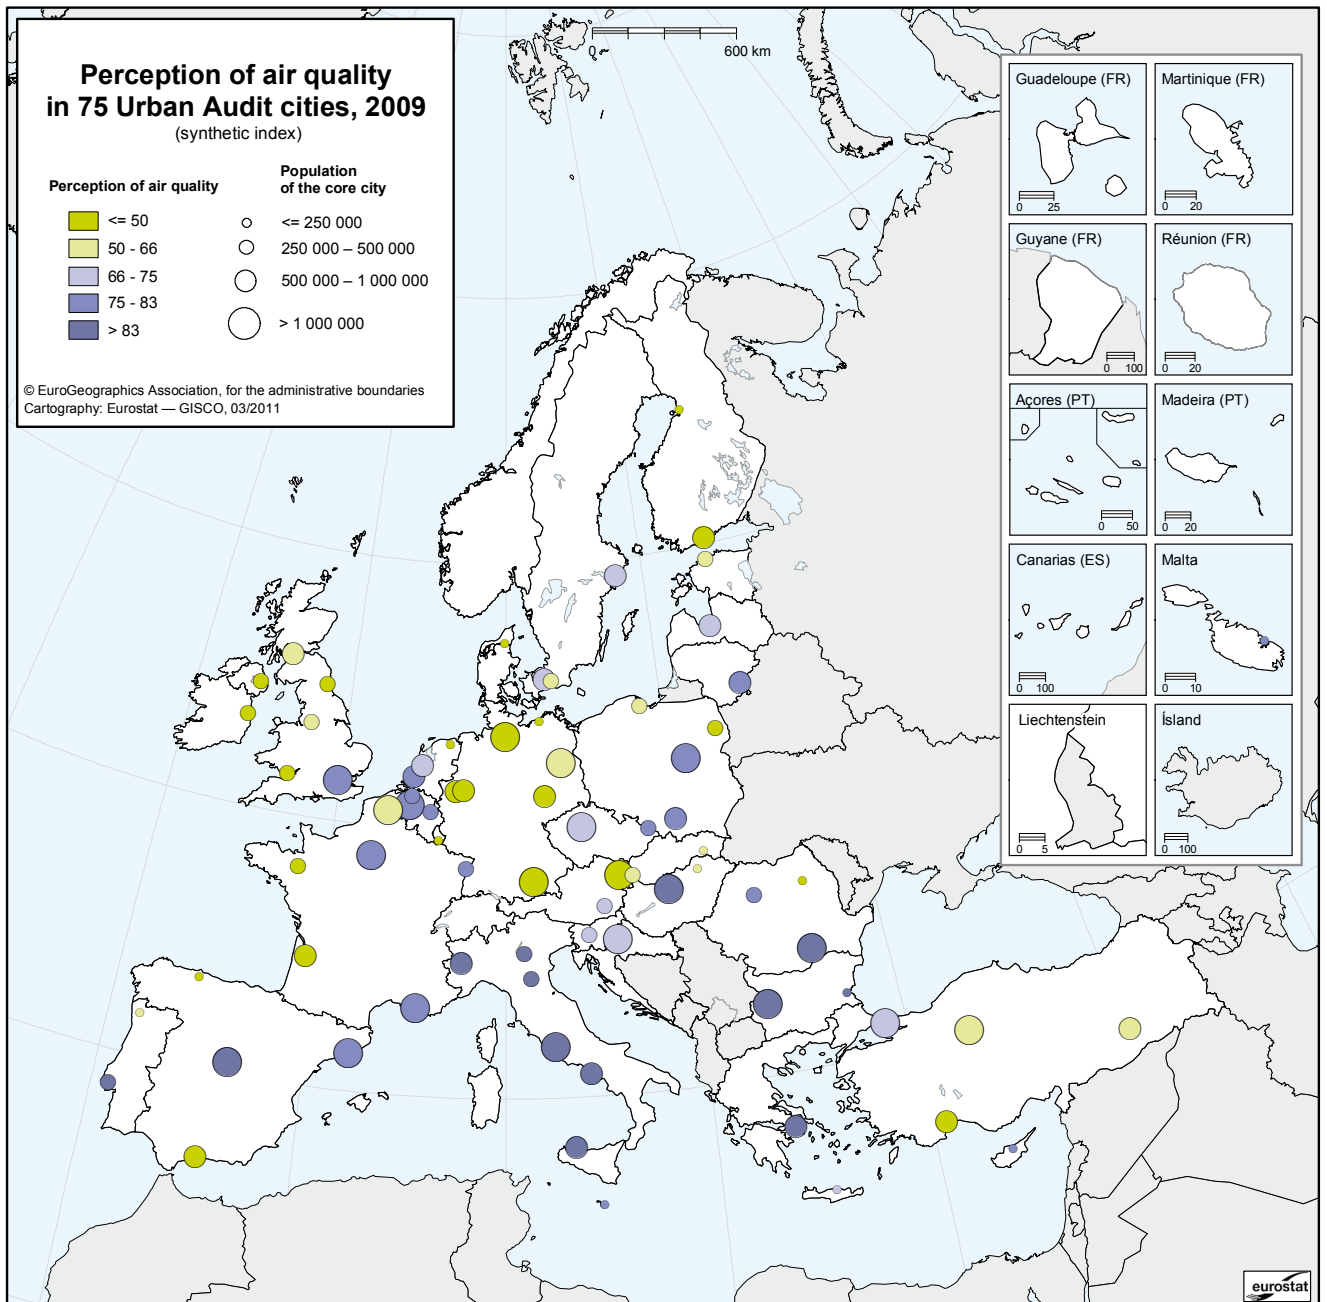 Perception of air quality
in 75 Urban Audit cities, 2009
(synthetic index)
Perception of air quality
<= 50
50 - 66
66 - 75
75 - 83
> 83
Population
of the core city
<= 250 000
250 000 – 500 000
500 000 – 1 000 000
> 1 000 000
© EuroGeographics Association, for the administrative boundaries
Cartography: Eurostat — GISCO, 03/2011
0 600 km
Guadeloupe (FR)
0 25
Martinique (FR)
0 20
Guyane (FR)
0 100
Réunion (FR)
0 20
Açores (PT)
0 50
Madeira (PT)
0 20
Canarias (ES)
0 100
Malta
0 10
Liechtenstein
0 5
Ísland
0 100
eurostat